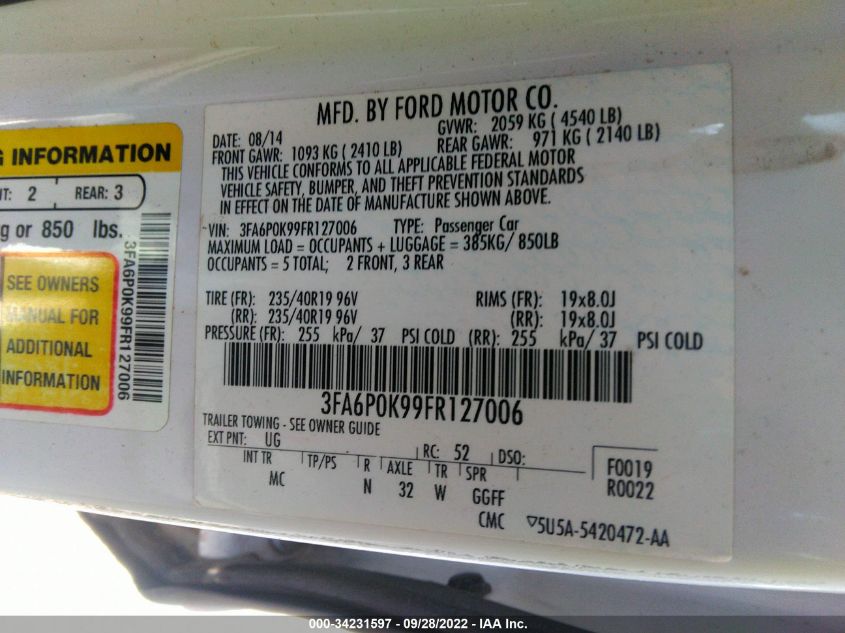 G INFORMATION
NT: 2 REAR: 3
g or 850 lbs.
SEE OWNERS
MANUAL FOR
ADDITIONAL
INFORMATION
3FA6P0K99FR127006
MFD. BY FORD MOTOR CO.
DATE: 08/14 GVWR: 2059 KG ( 4540 LB)
FRONT GAWR: 1093 KG ( 2410 LB) REAR GAWR: 971 KG ( 2140 LB)
THIS VEHICLE CONFORMS TO ALL APPLICABLE FEDERAL MOTOR
VEHICLE SAFETY, BUMPER, AND THEFT PREVENTION STANDARDS
IN EFFECT ON THE DATE OF MANUFACTURE SHOWN ABOVE.
VIN: 3FA6P0K99FR127006 TYPE: Passenger Car
MAXIMUM LOAD = OCCUPANTS + LUGGAGE = 385KG/ 850LB
OCCUPANTS = 5 TOTAL; 2 FRONT, 3 REAR
TIRE (FR): 235/40R19 96V RIMS (FR): 19x8.0J
(RR): 235/40R19 96V (RR): 19x8.0J
PRESSURE (FR): 255 kPa/ 37 PSI COLD (RR): 255 kPa/ 37 PSI COLD
3FA6P0K99FR127006
TRAILER TOWING - SEE OWNER GUIDE
EXT PNT: UG RC: 52 DSO:
INT TR TP/PS R AXLE TR SPR
MC N 32 W GGFF
F0019
R0022
CMC 5U5A-5420472-AA
000-34231597 - 09/28/2022 - IAA Inc.